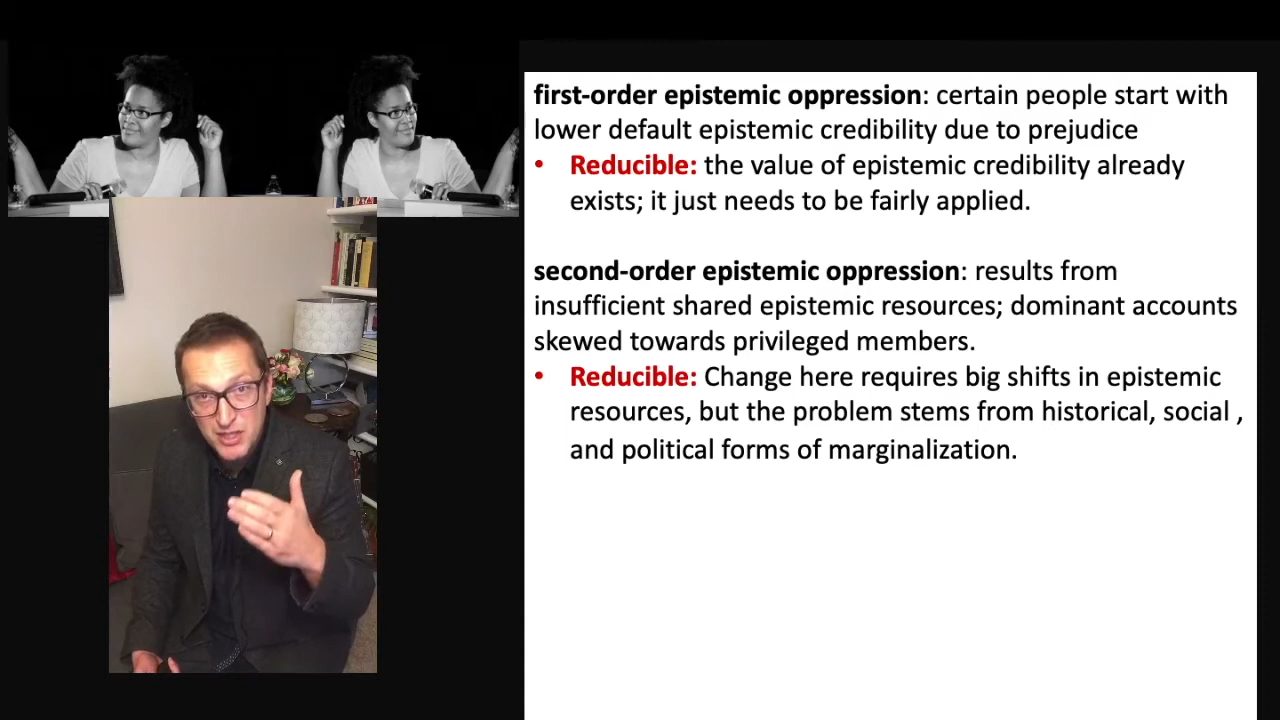 first-order epistemic oppression: certain people start with
lower default epistemic credibility due to prejudice
• Reducible: the value of epistemic credibility already
exists; it just needs to be fairly applied.
second-order epistemic oppression: results from
insufficient shared epistemic resources; dominant accounts
skewed towards privileged members.
• Reducible: Change here requires big shifts in epistemic
resources, but the problem stems from historical, social ,
and political forms of marginalization.